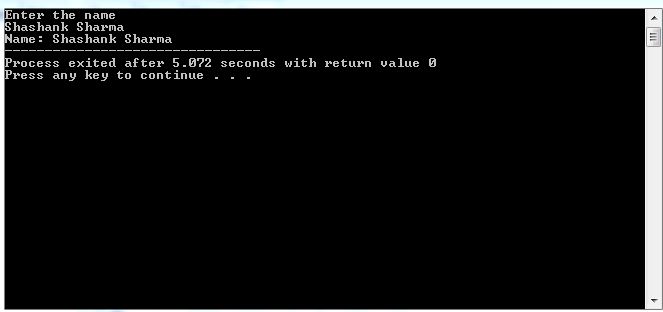 Enter the name
Shashank Sharma
Name: Shashank Sharma
--------------------------------
Process exited after 5.072 seconds with return value 0
Press any key to continue . . .